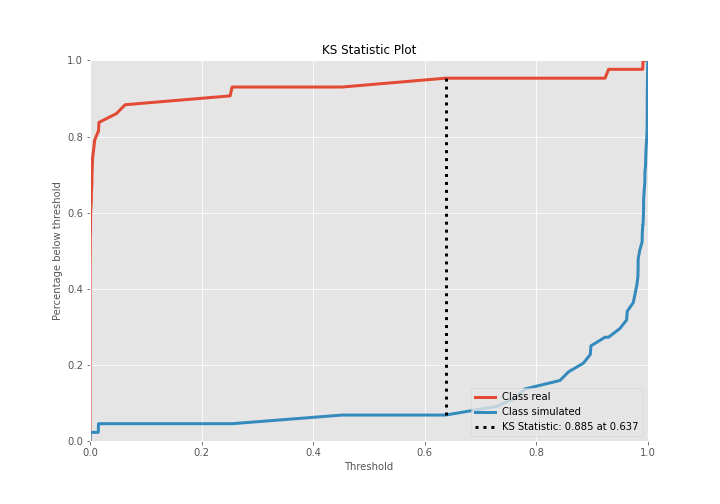 KS Statistic Plot
1.0
0.8
0.6
0.4
0.2
0.0
Percentage below threshold
Class real
Class simulated
KS Statistic: 0.885 at 0.637
0.0 0.2 0.4 0.6 0.8 1.0
Threshold